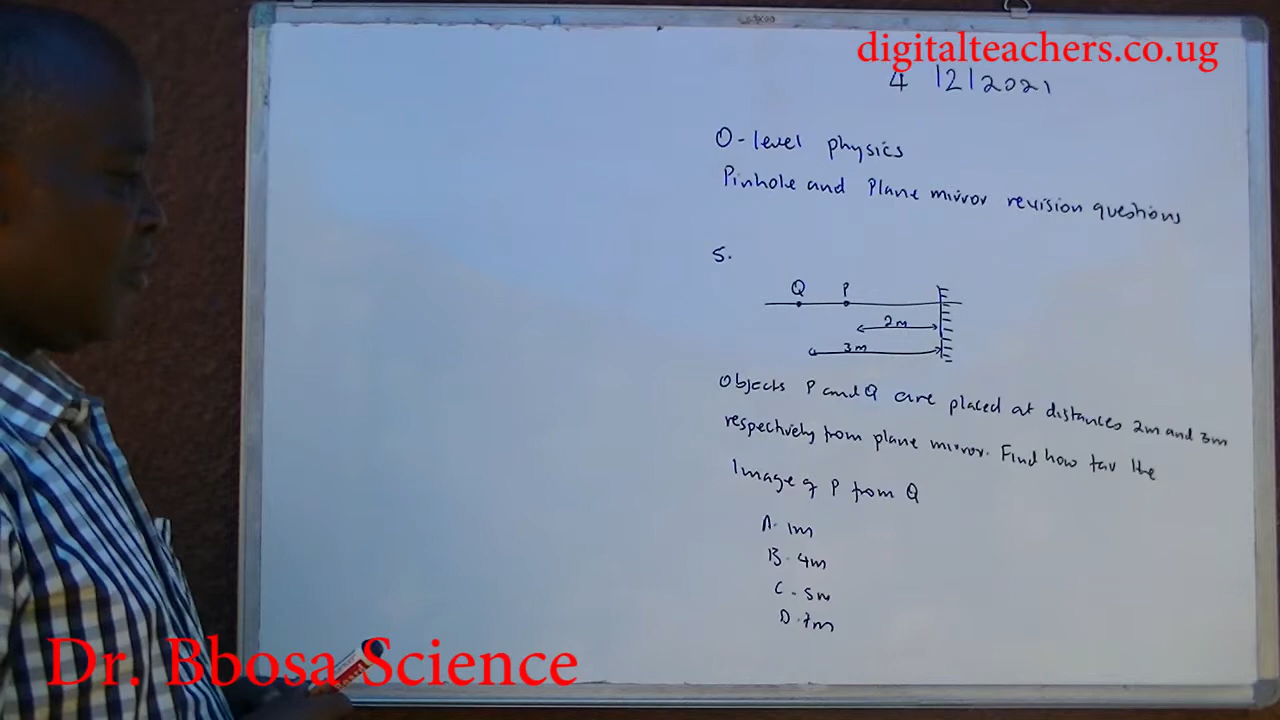 digitalteachers.co.ug
4 12 2021
O-level physics
Pinhole and Plane mirror revision questions
5.
Q P
2m
3m
Objects P and Q are placed at distances 2m and 3m
respectively from plane mirror. Find how far the
Image of P from Q
A. 1m
B. 4m
C. 5m
D. 7m
Dr. Bbosa Science